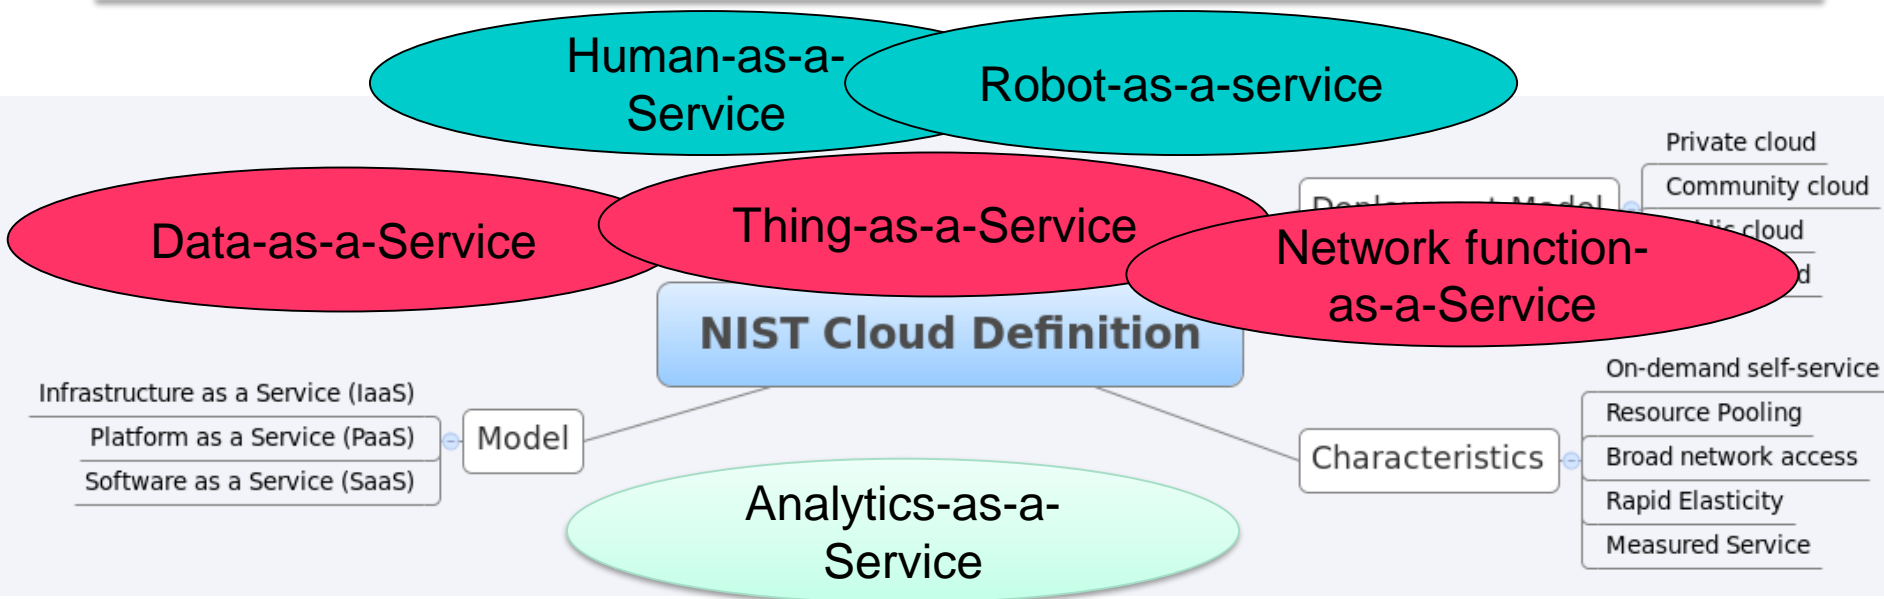 Human-as-a-
Service
Robot-as-a-service
Private cloud
Community cloud
cloud
Data-as-a-Service
Thing-as-a-Service
Network function-
as-a-Service
NIST Cloud Definition
Infrastructure as a Service (IaaS)
Platform as a Service (PaaS)
Software as a Service (SaaS)
Model
On-demand self-service
Resource Pooling
Broad network access
Rapid Elasticity
Measured Service
Characteristics
Analytics-as-a-
Service